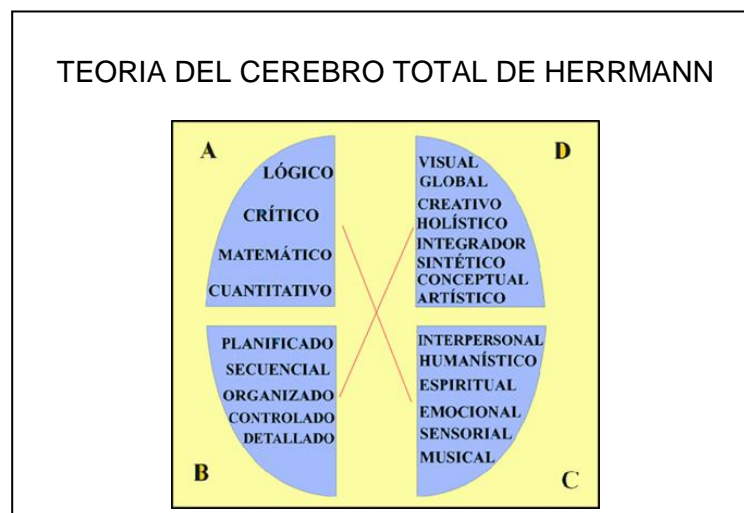 TEORIA DEL CEREBRO TOTAL DE HERRMANN
A
LÓGICO
CRÍTICO
MATEMÁTICO
CUANTITATIVO
D
VISUAL
GLOBAL
CREATIVO
HOLÍSTICO
INTEGRADOR
SINTÉTICO
CONCEPTUAL
ARTÍSTICO
PLANIFICADO
SECUENCIAL
ORGANIZADO
CONTROLADO
DETALLADO
B
INTERPERSONAL
HUMANÍSTICO
ESPIRITUAL
EMOCIONAL
SENSORIAL
MUSICAL
C